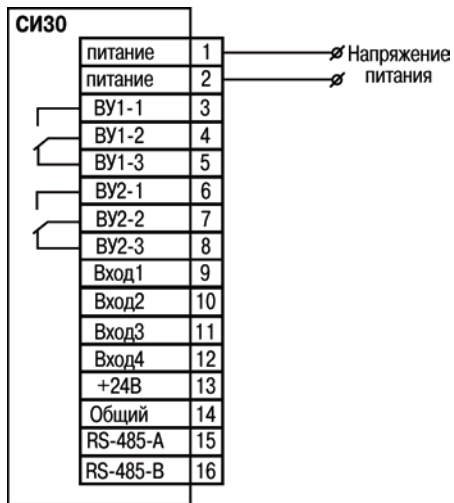 СИ30
питание 1 Напряжение
питание 2 питания
ВУ1-1 3
ВУ1-2 4
ВУ1-3 5
ВУ2-1 6
ВУ2-2 7
ВУ2-3 8
Вход1 9
Вход2 10
Вход3 11
Вход4 12
+24В 13
Общий 14
RS-485-A 15
RS-485-B 16